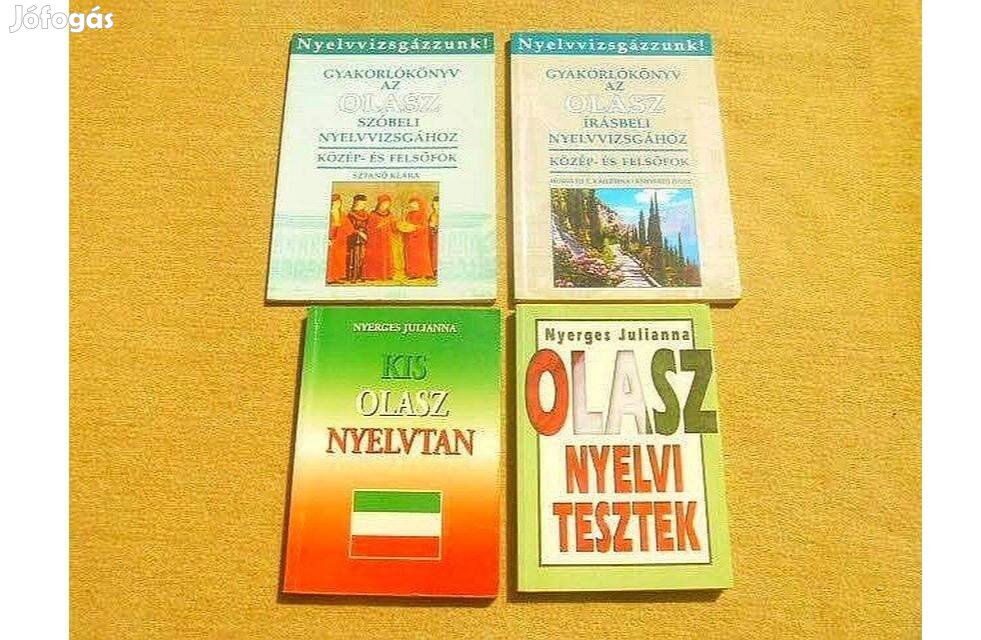 Jófogás
Nyelvvizsgázzunk!
GYAKORLÓKÖNYV
AZ
OLASZ
SZÓBELI
NYELVVIZSGÁHOZ
KÖZÉP- ÉS FELSŐFOK
SZTANÓ KLÁRA
Nyelvvizsgázzunk!
GYAKORLÓKÖNYV
AZ
OLASZ
ÍRÁSBELI
NYELVVIZSGÁHOZ
KÖZÉP- ÉS FELSŐFOK
NYERGES JULIANNA
KIS
OLASZ
NYELVTAN
Nyerges Julianna
OLASZ
NYELVI
TESZTEK